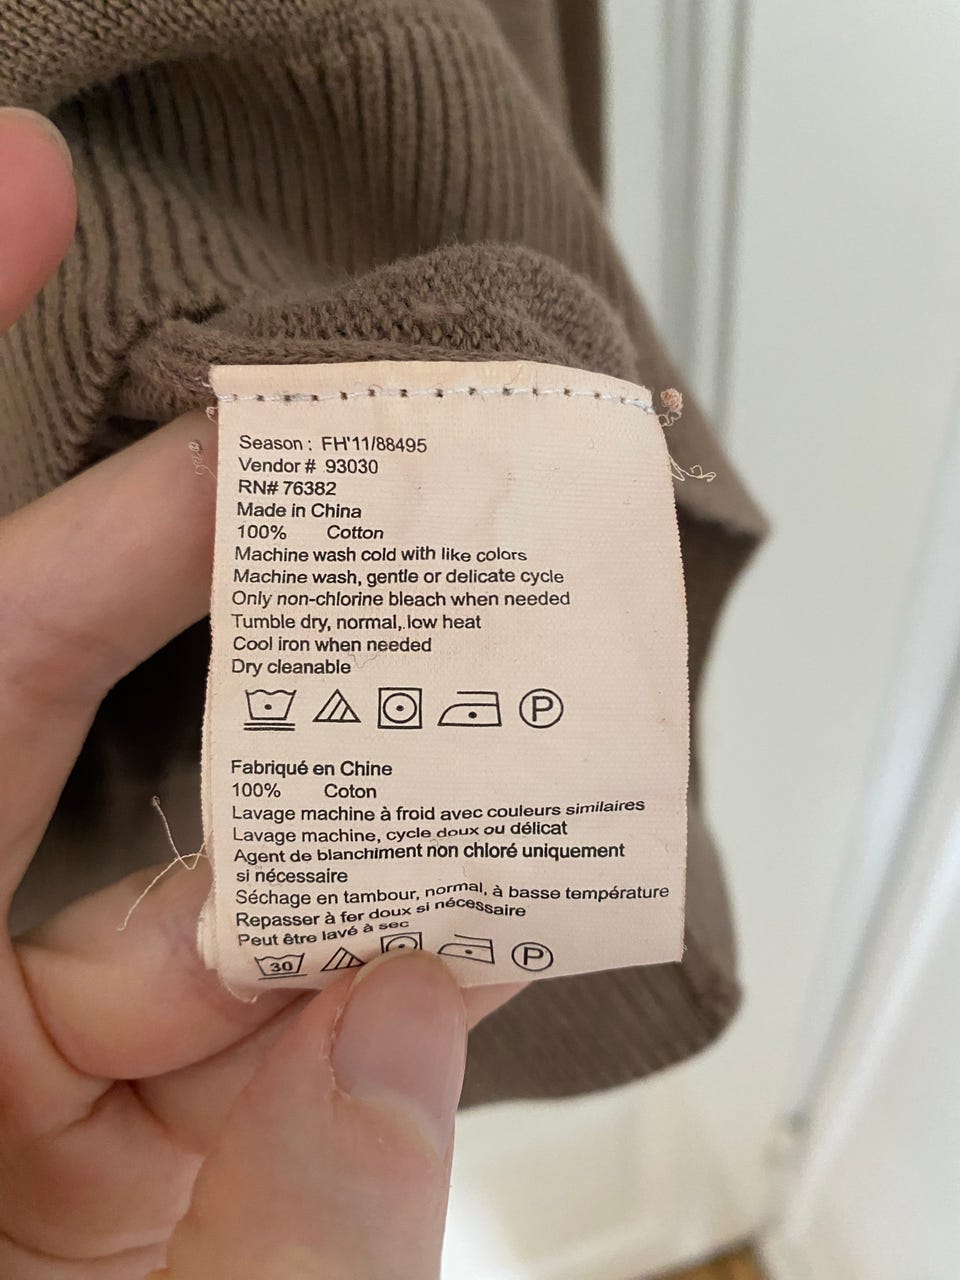 Season : FH'11/88495
Vendor # 93030
RN# 76382
Made in China
100% Cotton
Machine wash cold with like colors
Machine wash, gentle or delicate cycle
Only non-chlorine bleach when needed
Tumble dry, normal, low heat
Cool iron when needed
Dry cleanable
P
Fabriqué en Chine
100% Coton
Lavage machine à froid avec couleurs similaires
Lavage machine, cycle doux ou délicat
Agent de blanchiment non chloré uniquement
si nécessaire
Séchage en tambour, normal, à basse température
Repasser à fer doux si nécessaire
Peut être lavé à sec
30 P